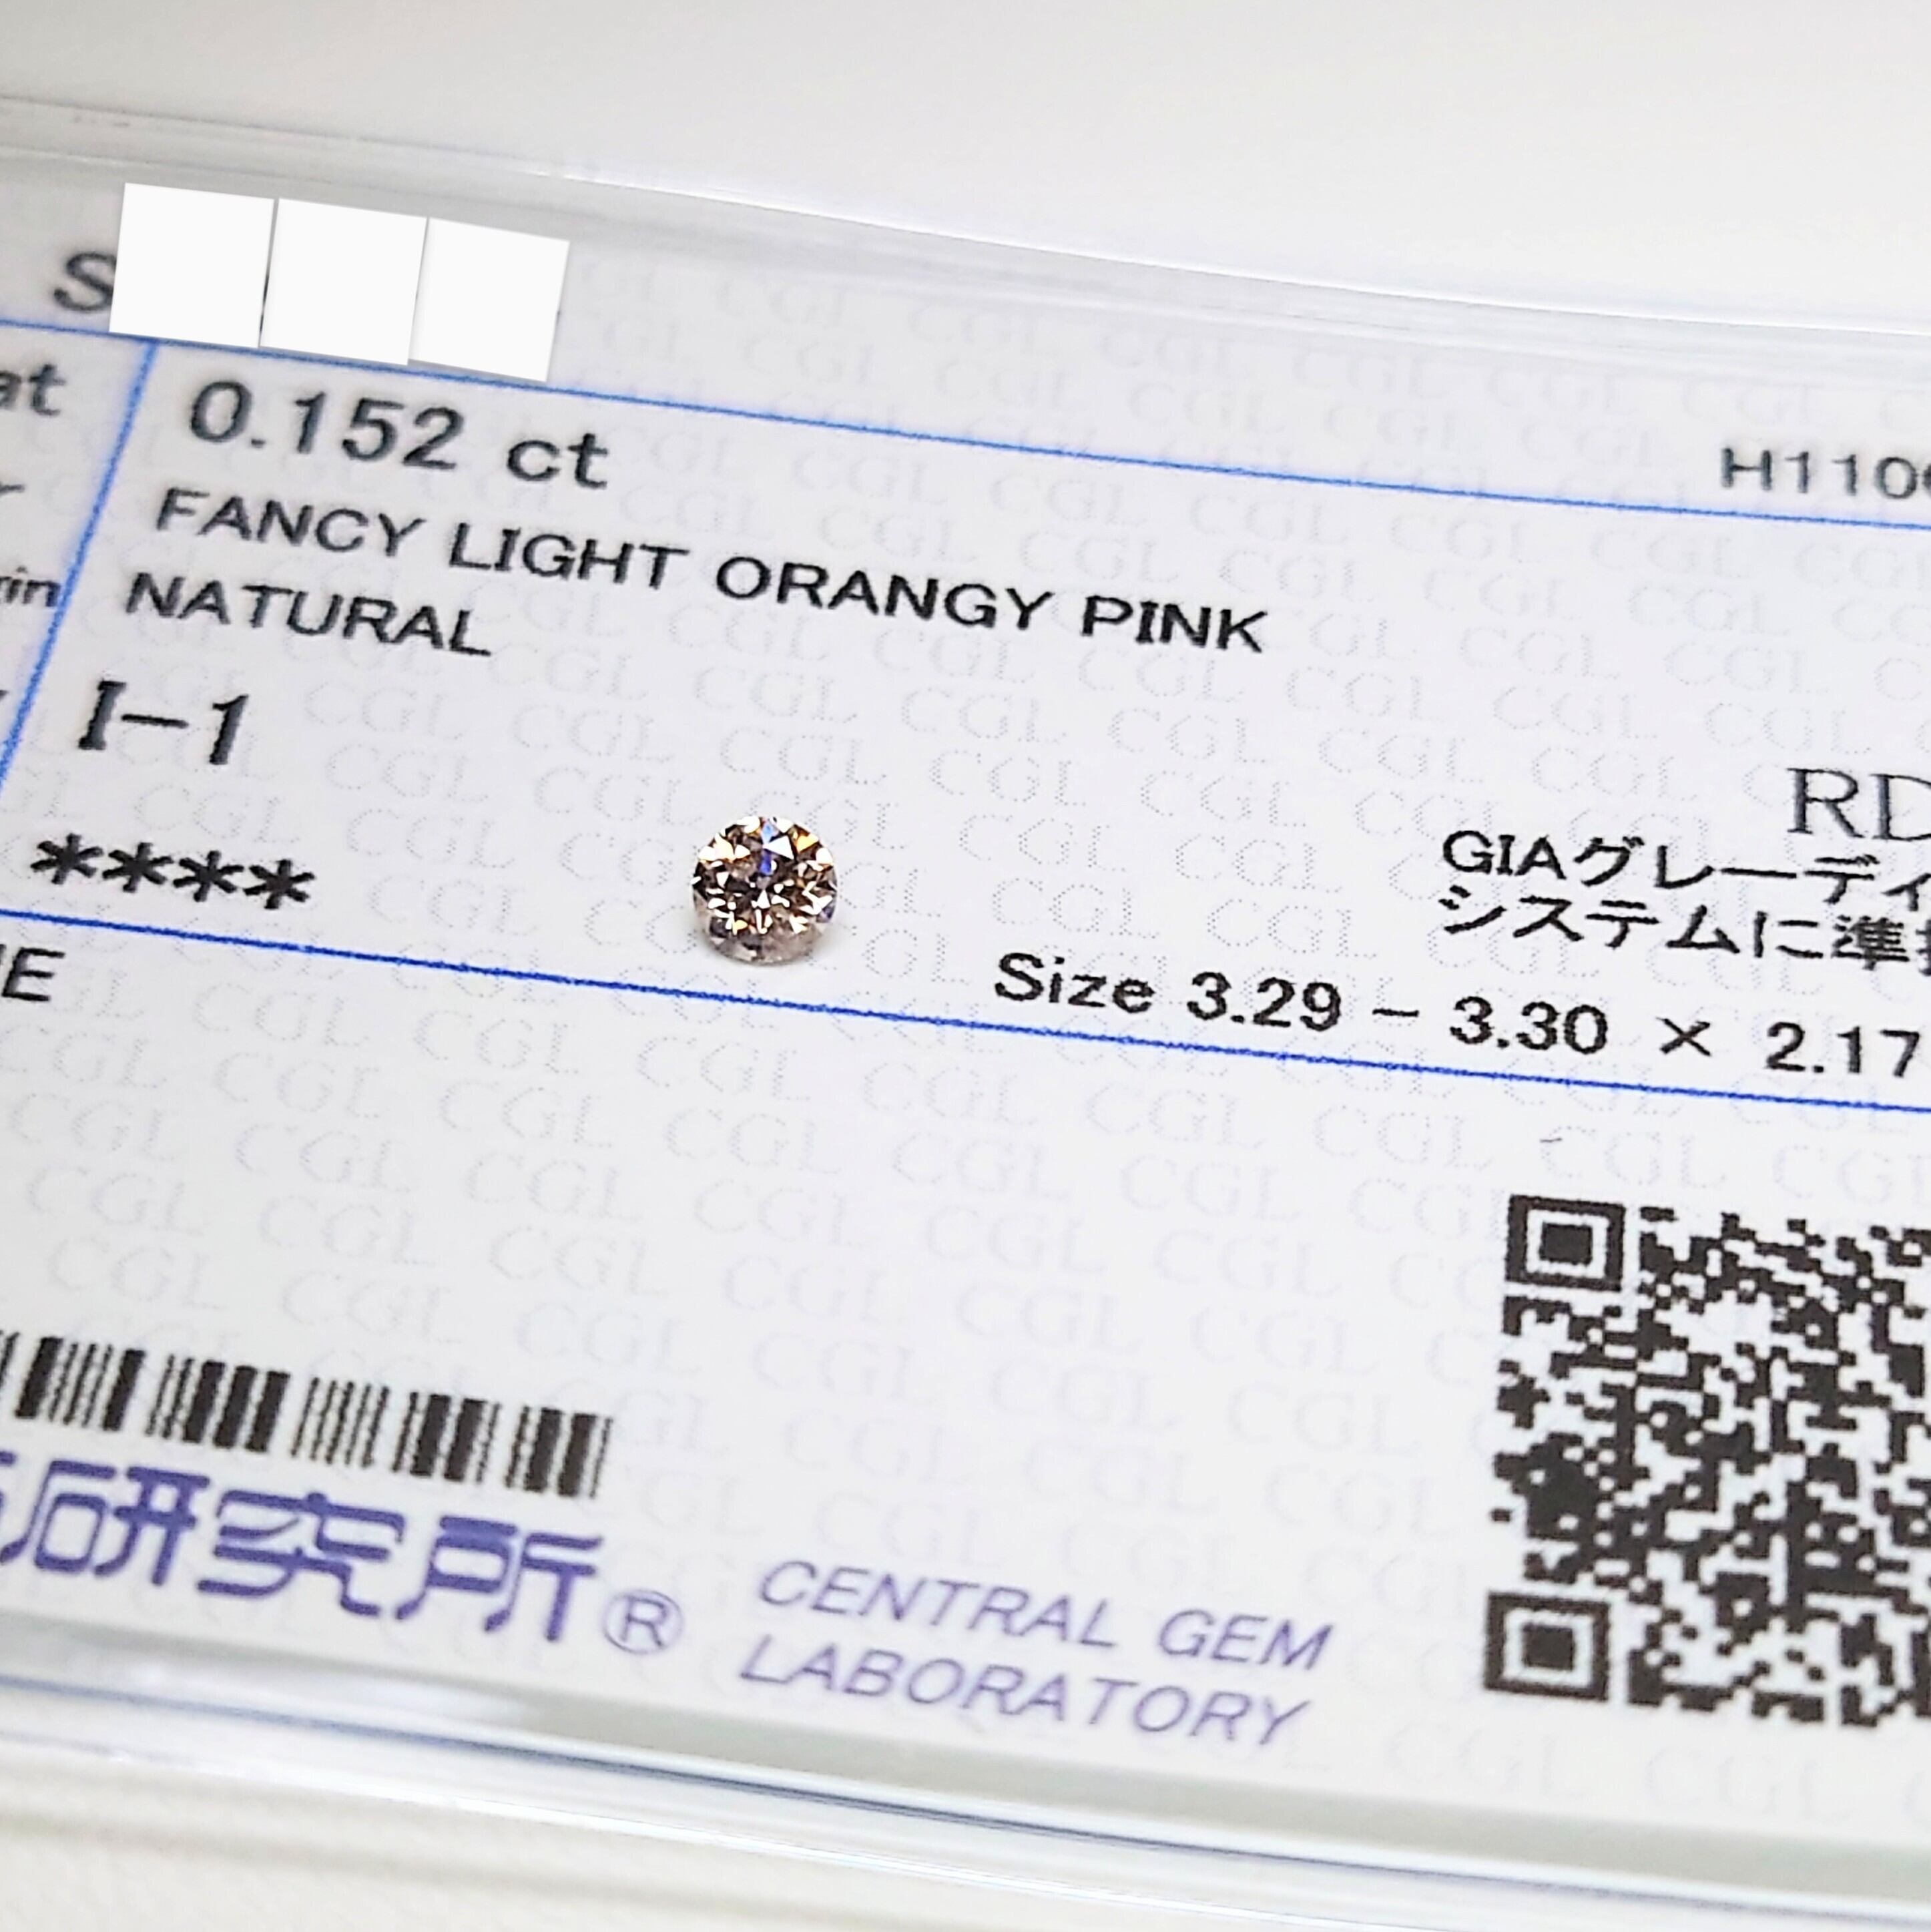 S
at 0.152 ct H110
FANCY LIGHT ORANGY PINK
rin NATURAL
I-1
RD
GIAグレーディ
****
システムに準
Size 3.29 - 3.30 × 2.17
NE
研究所® CENTRAL GEM
LABORATORY